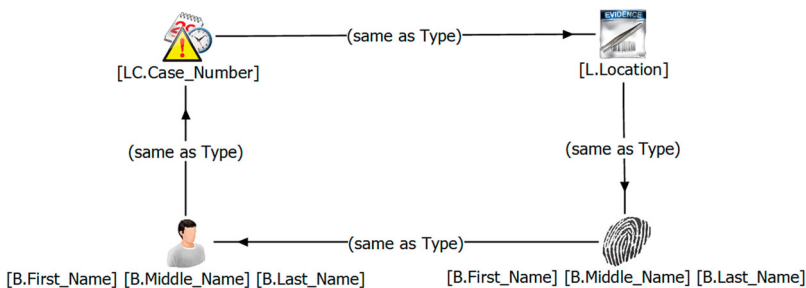 EVIDENCE
(same as Type)
[LC.Case_Number]
[L.Location]
(same as Type)
(same as Type)
(same as Type)
[B.First_Name] [B.Middle_Name] [B.Last_Name]
[B.First_Name] [B.Middle_Name] [B.Last_Name]